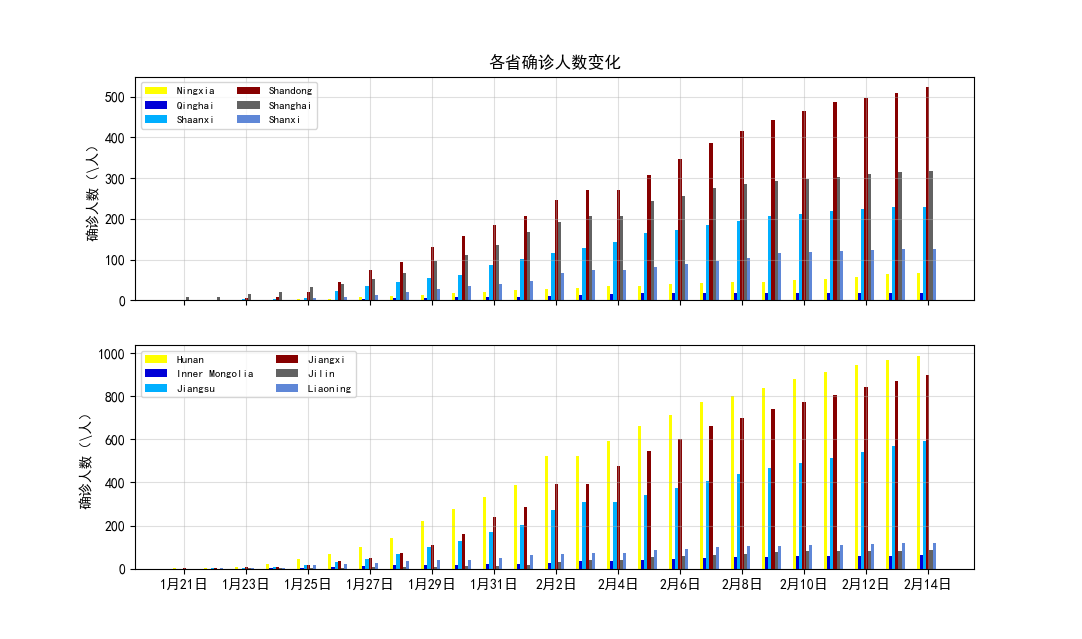 各省确诊人数变化
Ningxia
Qinghai
Shaanxi
Shandong
Shanghai
Shanxi
500
400
300
200
100
0
确诊人数（\人）
Hunan
Inner Mongolia
Jiangsu
Jiangxi
Jilin
Liaoning
1000
800
600
400
200
0
确诊人数（\人）
1月21日 1月23日 1月25日 1月27日 1月29日 1月31日 2月2日 2月4日 2月6日 2月8日 2月10日 2月12日 2月14日